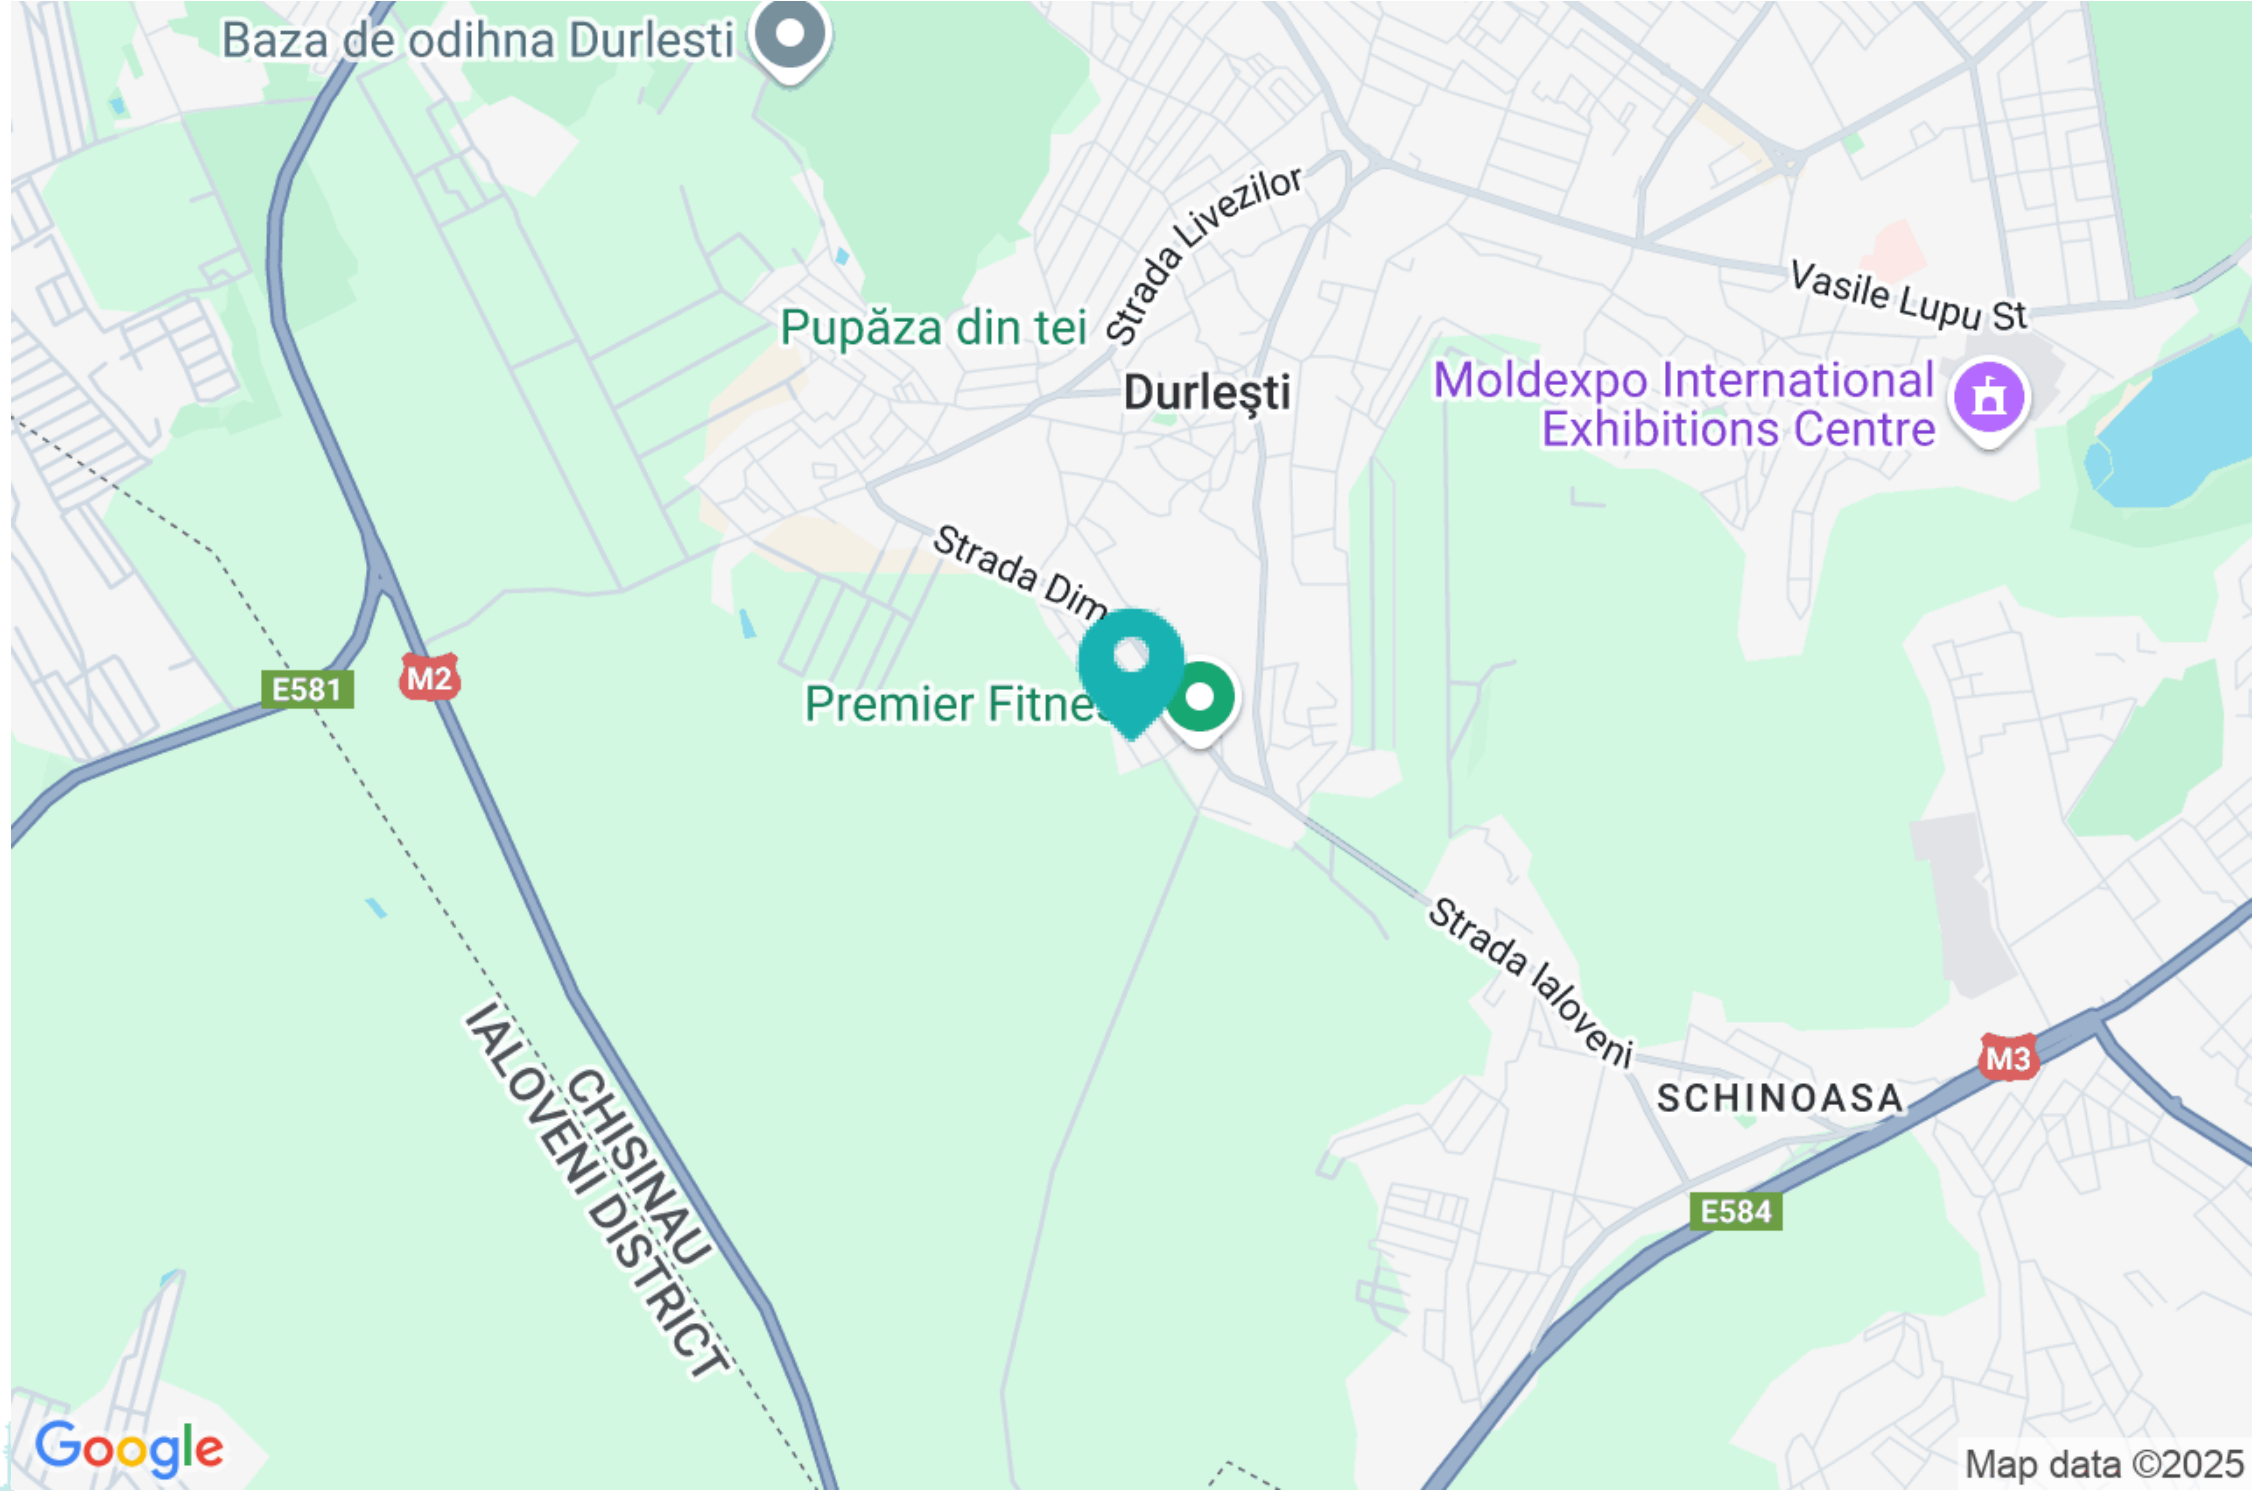 Baza de odihna Durlesti
Strada Livezilor
Vasile Lupu St
Pupăza din tei
Durleşti
Moldexpo International
Exhibitions Centre
Strada Dim
Premier Fitne
E581
M2
Strada Ialoveni
M3
SCHINOASA
CHISINAU
IALOVENI DISTRICT
E584
Google
Map data ©2025